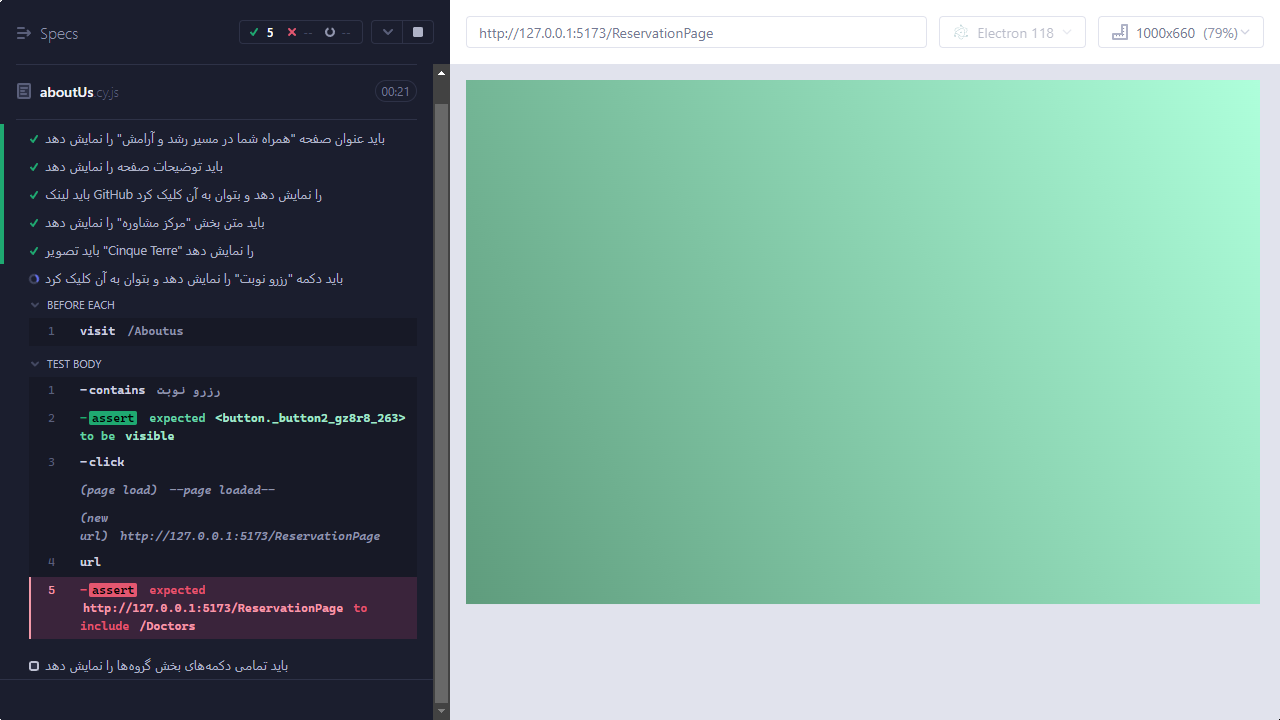 Specs
5
--
--
http://127.0.0.1:5173/ReservationPage
Electron 118
1000x660 (79%)
aboutUs cy.js
00:21
باید عنوان صفحه "همراه شما در مسیر رشد و آرامش" را نمایش دهد
باید توضیحات صفحه را نمایش دهد
باید لینک GitHub را نمایش دهد و بتوان به آن کلیک کرد
باید متن بخش "مرکز مشاوره" را نمایش دهد
باید تصویر "Cinque Terre" را نمایش دهد
باید دکمه "رزرو نوبت" را نمایش دهد و بتوان به آن کلیک کرد
BEFORE EACH
1 visit /Aboutus
TEST BODY
1 -contains رزرو نوبت
2 -assert expected <button._button2_gz8r8_263>
to be visible
3 -click
(page load) --page loaded--
(new
url) http://127.0.0.1:5173/ReservationPage
4 url
5 -assert expected
http://127.0.0.1:5173/ReservationPage to
include /Doctors
باید تمامی دکمه‌های بخش گروه‌ها را نمایش دهد